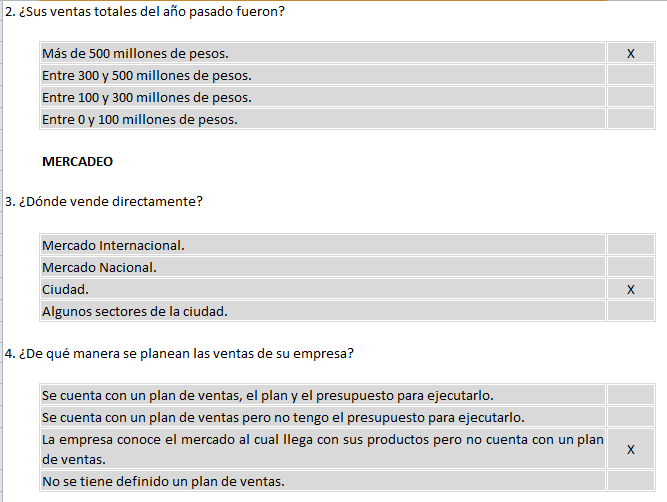 2. ¿Sus ventas totales del año pasado fueron?
Más de 500 millones de pesos. X
Entre 300 y 500 millones de pesos.
Entre 100 y 300 millones de pesos.
Entre 0 y 100 millones de pesos.
MERCADEO
3. ¿Dónde vende directamente?
Mercado Internacional.
Mercado Nacional.
Ciudad. X
Algunos sectores de la ciudad.
4. ¿De qué manera se planean las ventas de su empresa?
Se cuenta con un plan de ventas, el plan y el presupuesto para ejecutarlo.
Se cuenta con un plan de ventas pero no tengo el presupuesto para ejecutarlo.
La empresa conoce el mercado al cual llega con sus productos pero no cuenta con un plan
de ventas. X
No se tiene definido un plan de ventas.